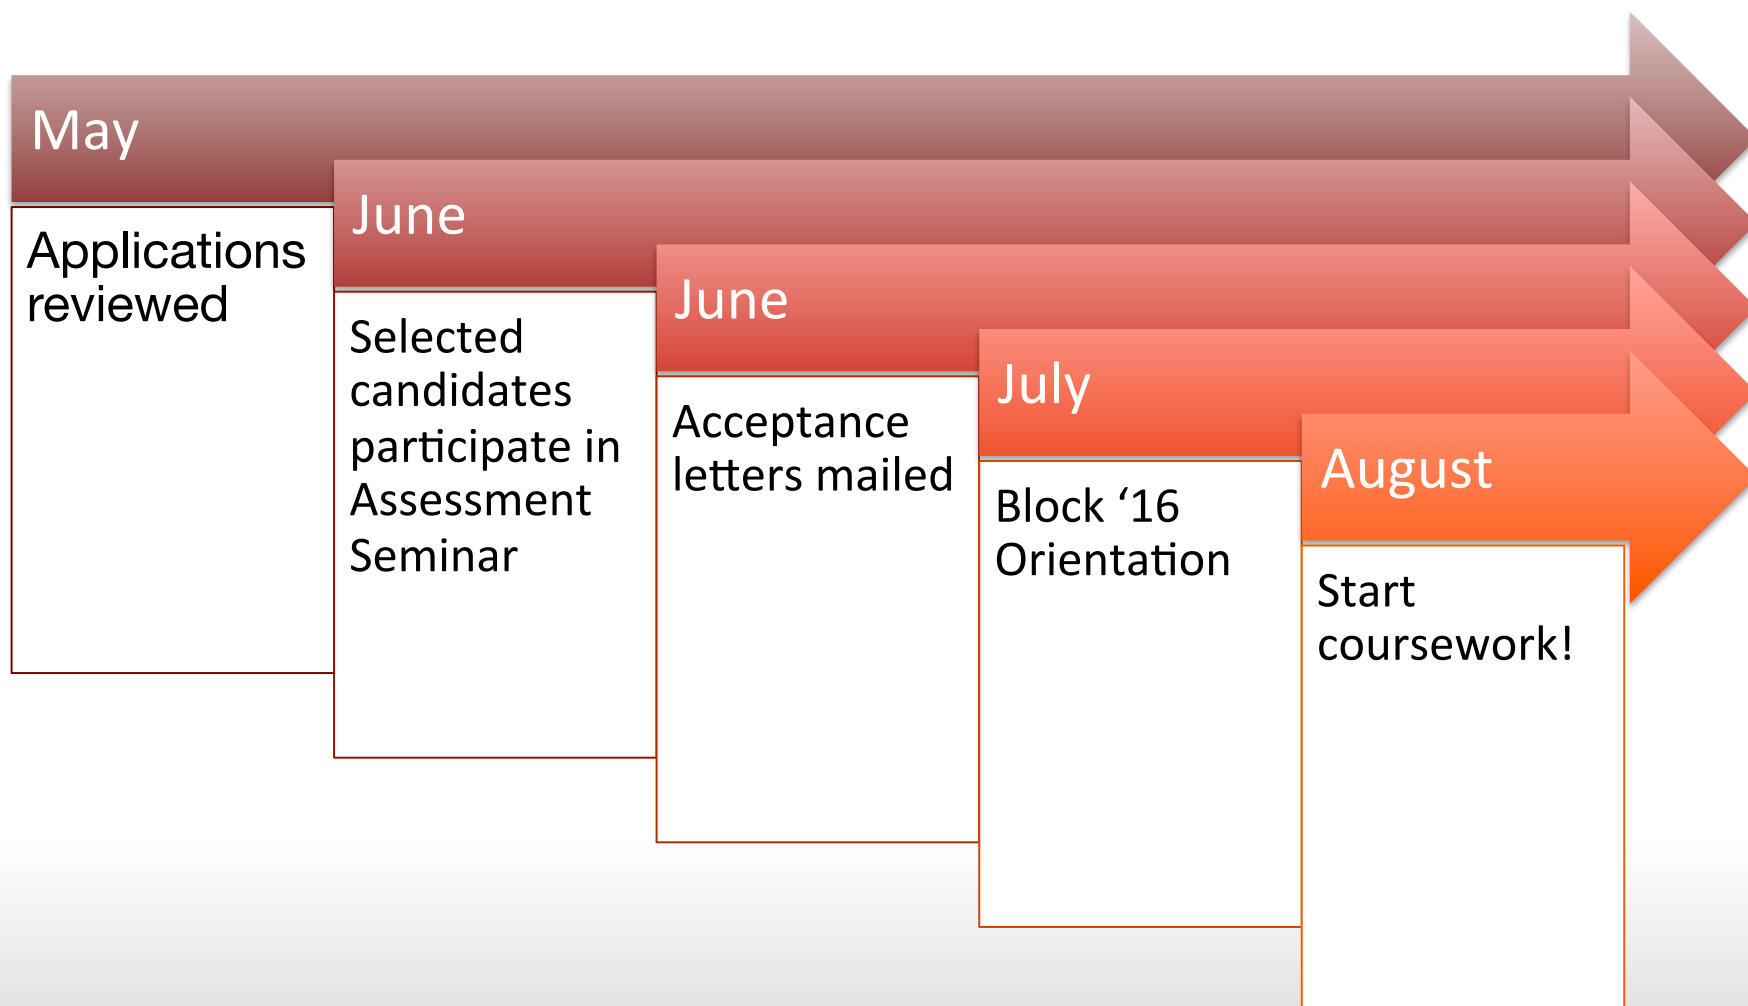 May
Applications
reviewed
June
Selected
candidates
participate in
Assessment
Seminar
June
Acceptance
letters mailed
July
Block ‘16
Orientation
August
Start
coursework!